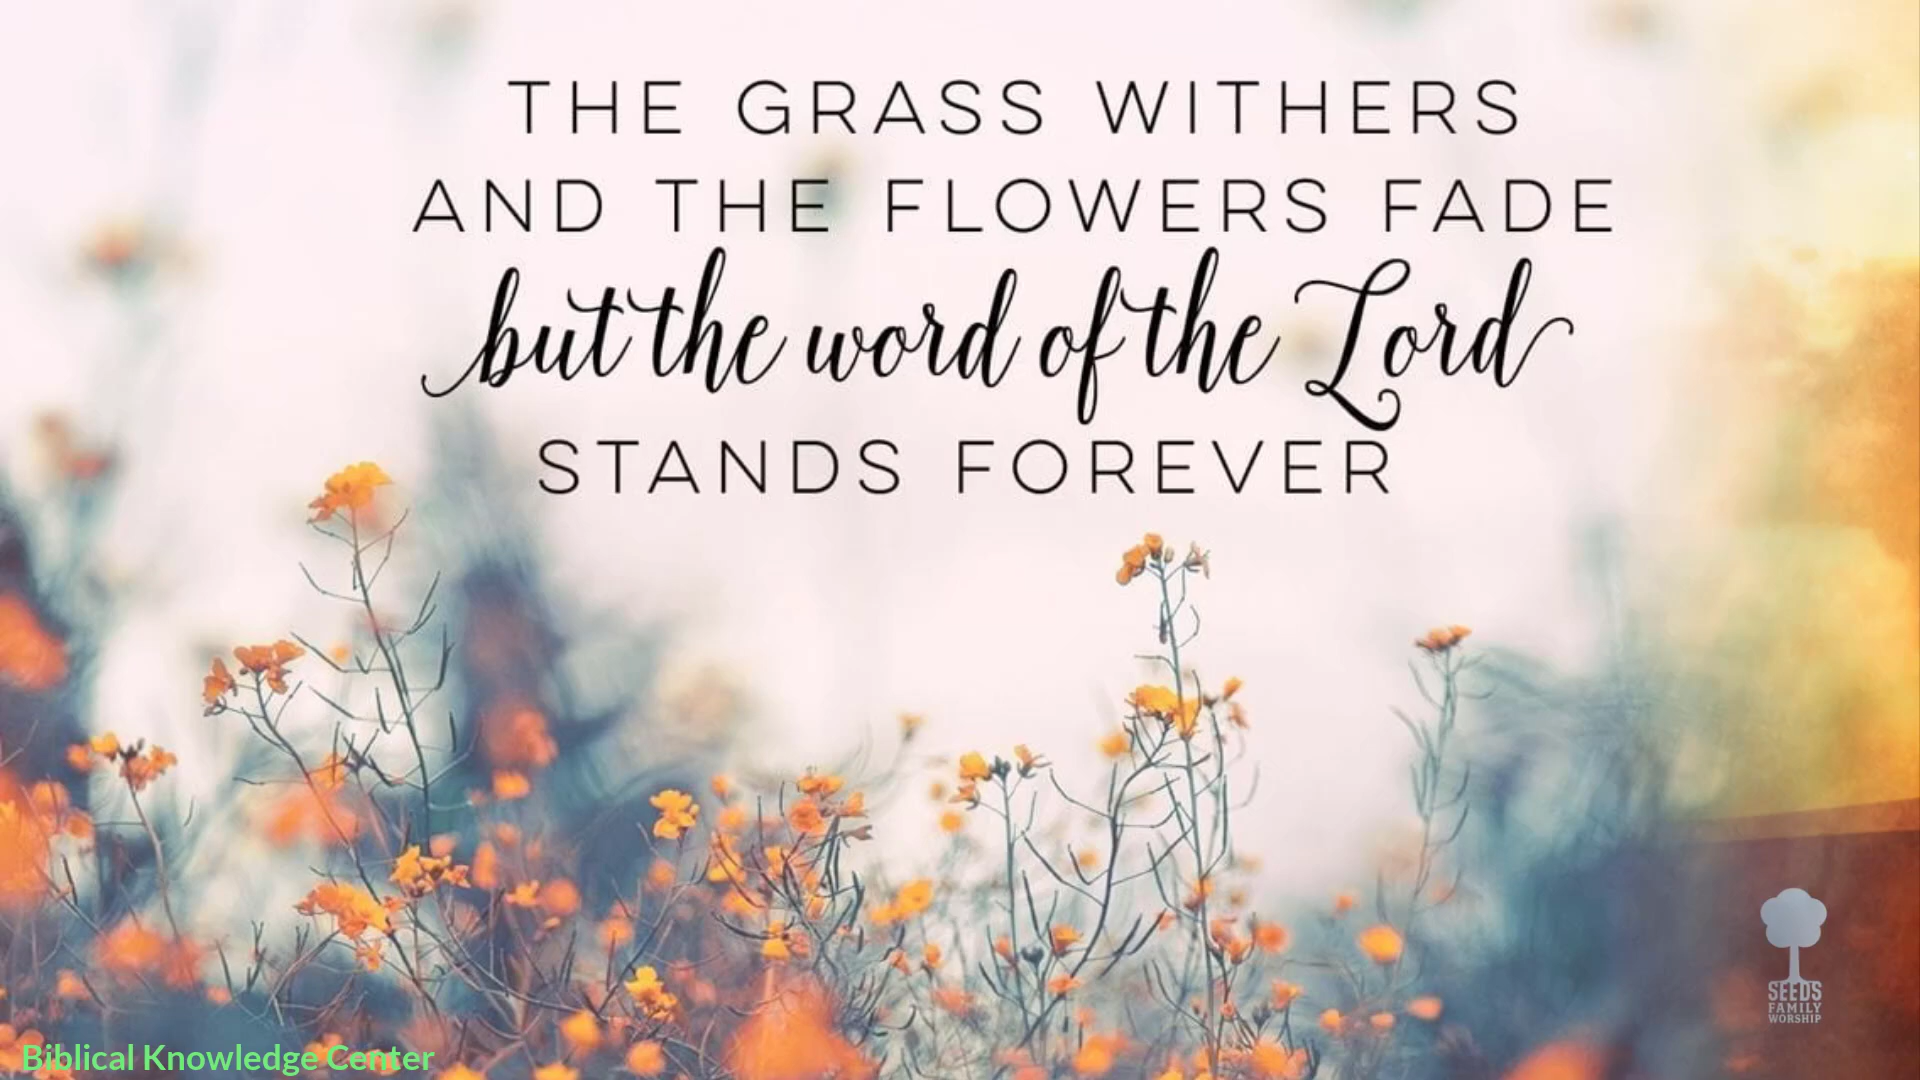 THE GRASS WITHERS
AND THE FLOWERS FADE
but the word of the Lord
STANDS FOREVER
SEEDS
FAMILY
WORSHIP
Biblical Knowledge Center